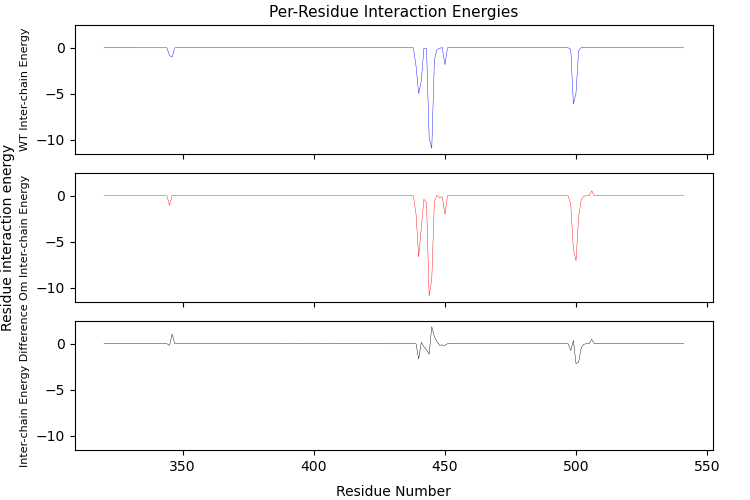 Per-Residue Interaction Energies
Residue interaction energy
WT Inter-chain Energy
0
−5
−10
Om Inter-chain Energy
0
−5
−10
Inter-chain Energy Difference
0
−5
−10
350
400
450
500
550
Residue Number